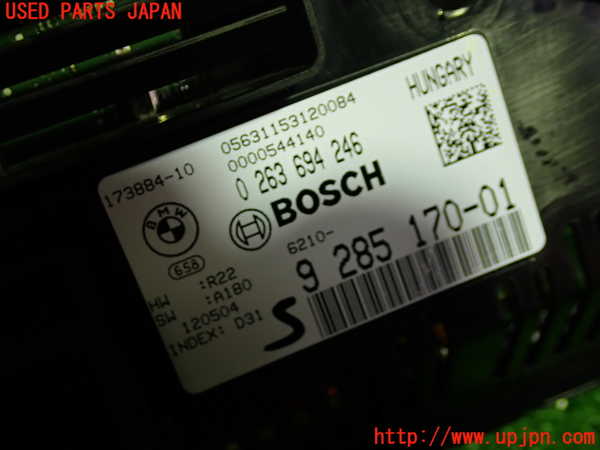 USED PARTS JAPAN
HUNGARY
05631153120084
0000544140
173884-10
0 263 694 246
BMW
BOSCH
658
6210-
9 285 170-01
HW :R22
SW :A180
120504
INDEX: D31
S
http://www.upjpn.com/